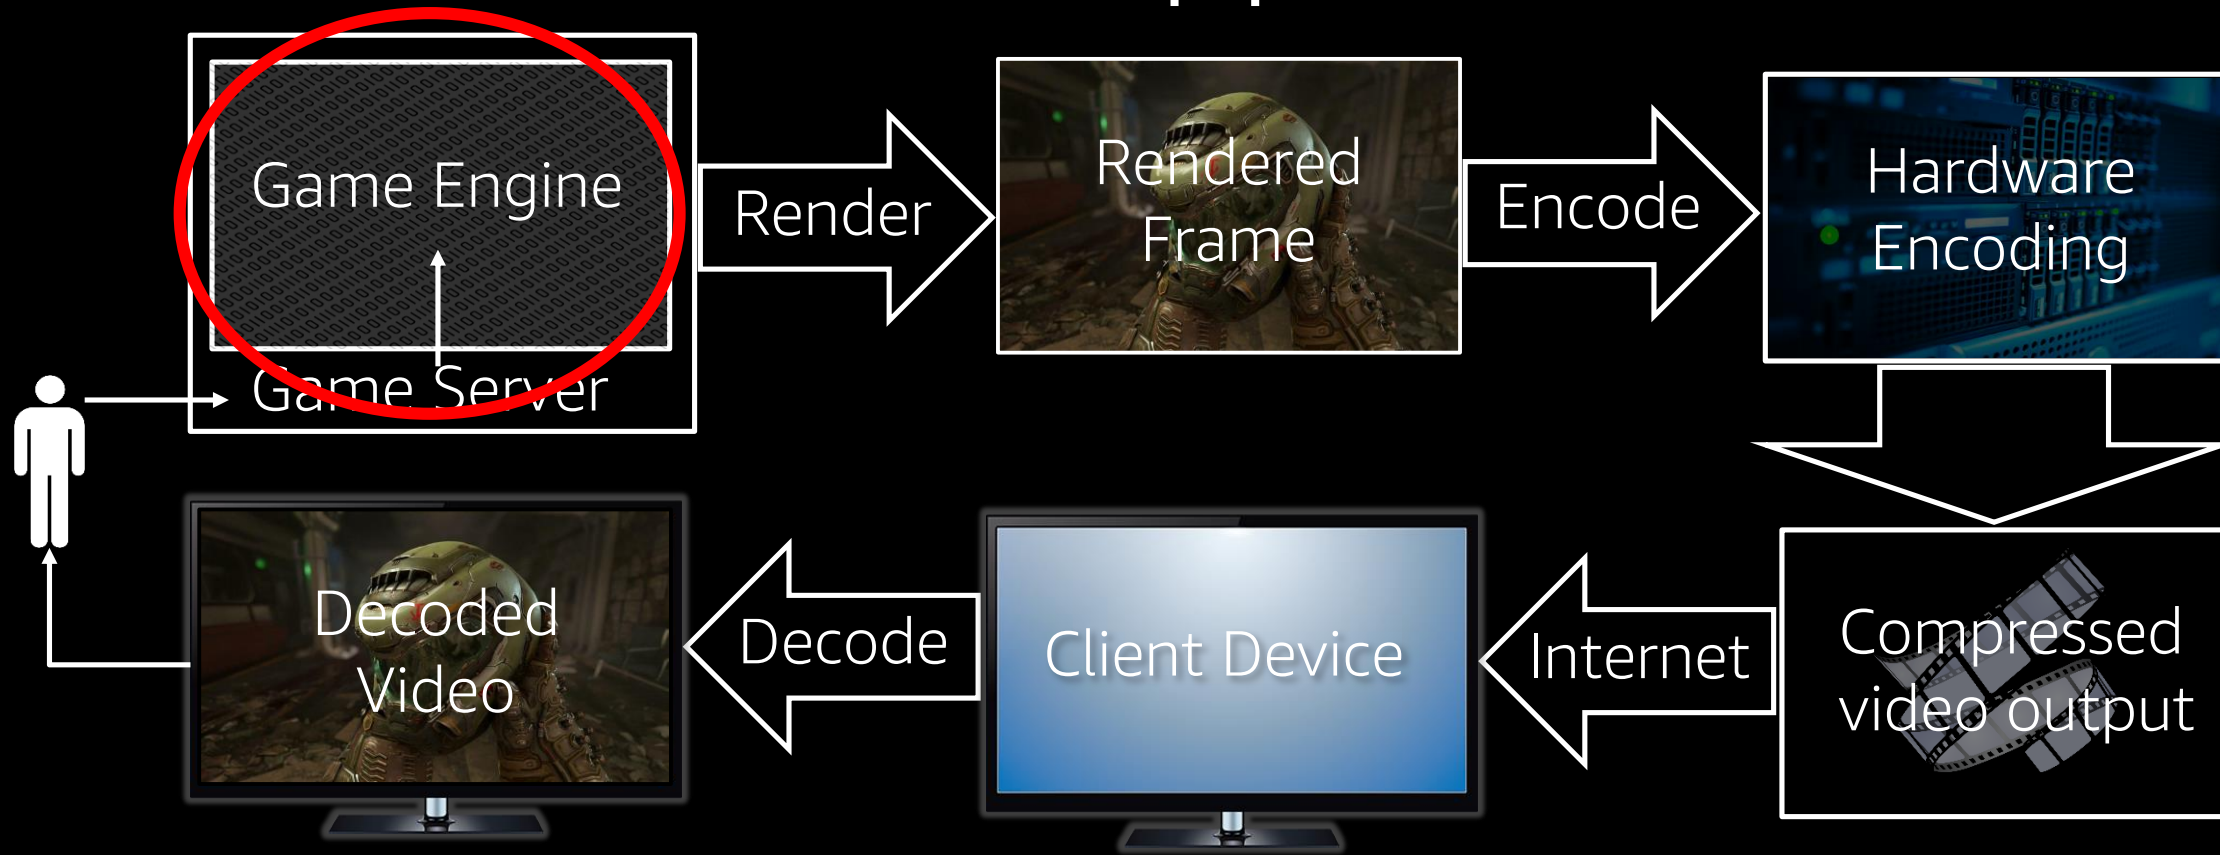 Game Engine
Game Server
Render
Rendered
Frame
Encode
Hardware
Encoding
Compressed
video output
Internet
Client Device
Decode
Decoded
Video